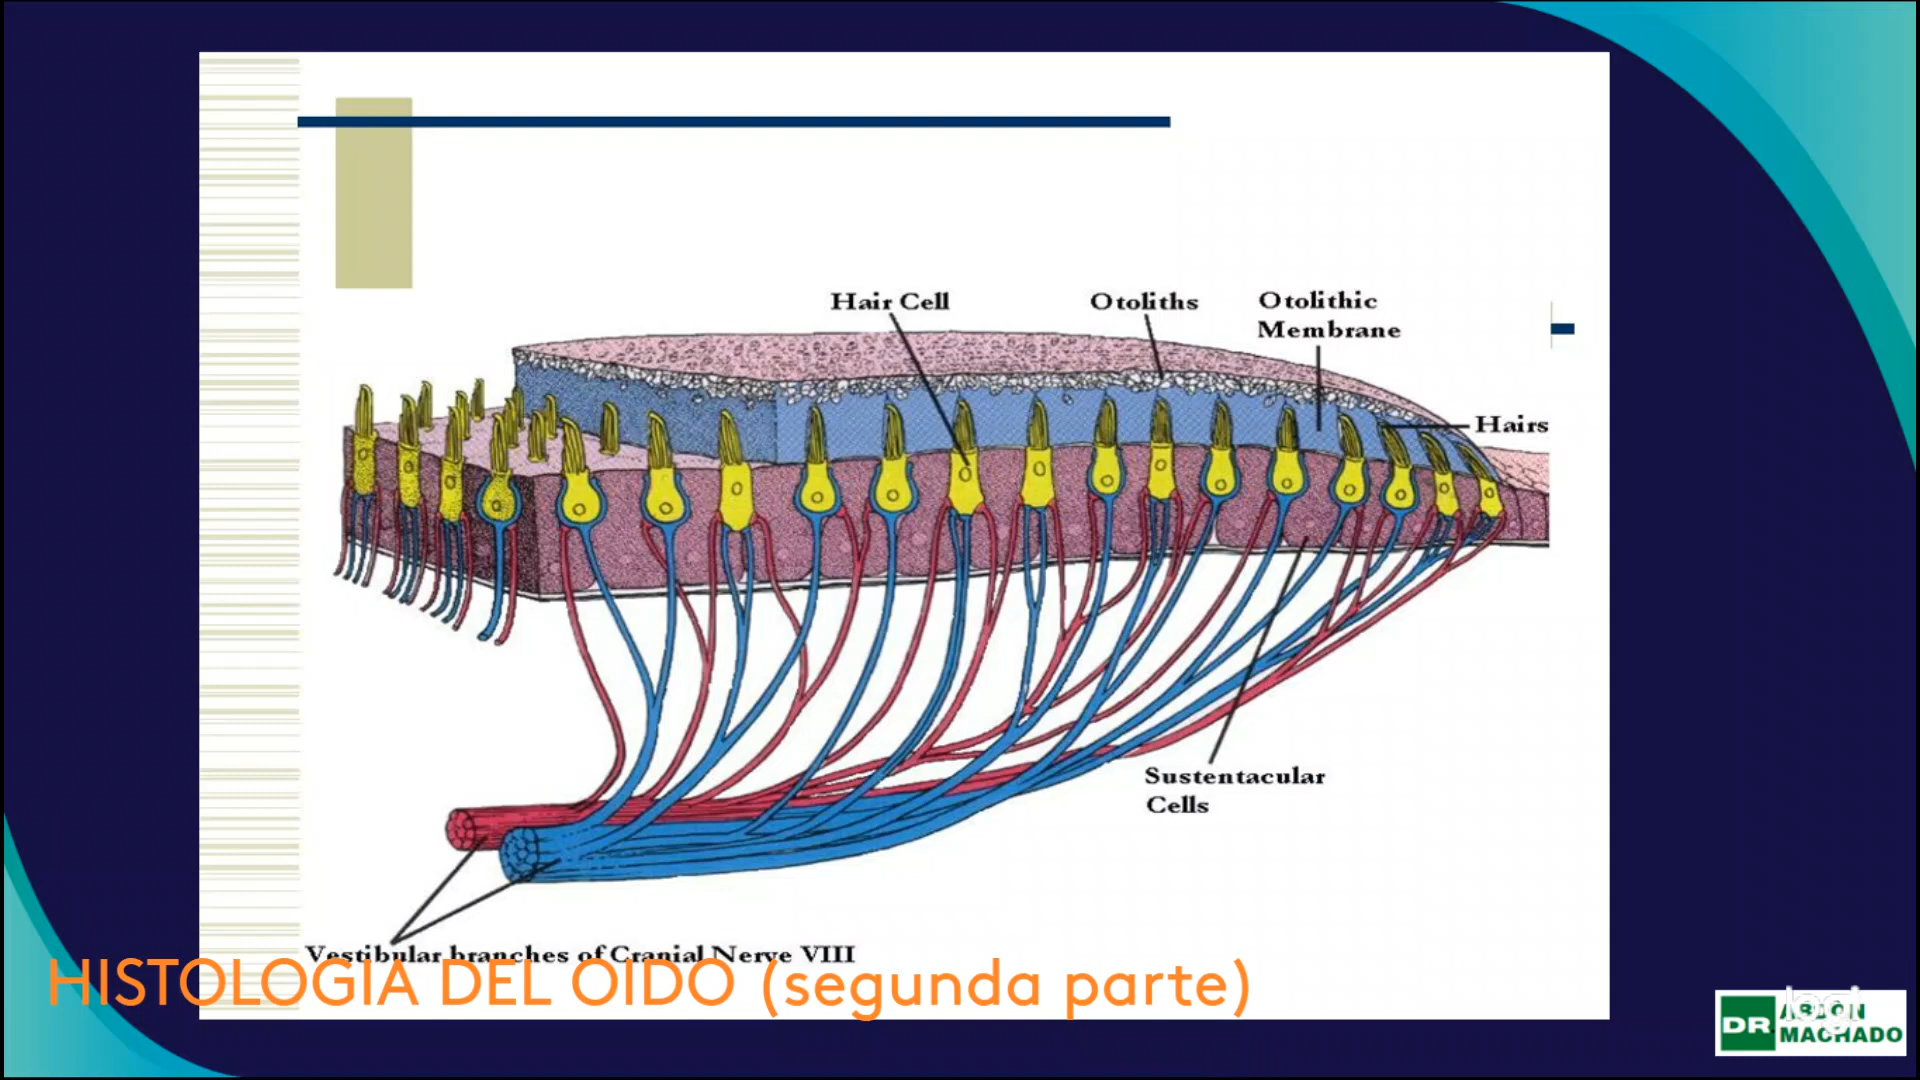 Hair Cell
Otoliths
Otolithic
Membrane
Hairs
Sustentacular
Cells
Vestibular branches of Cranial Nerve VIII
HISTOLOGIA DEL OIDO (segunda parte)
DR.
MACHADO